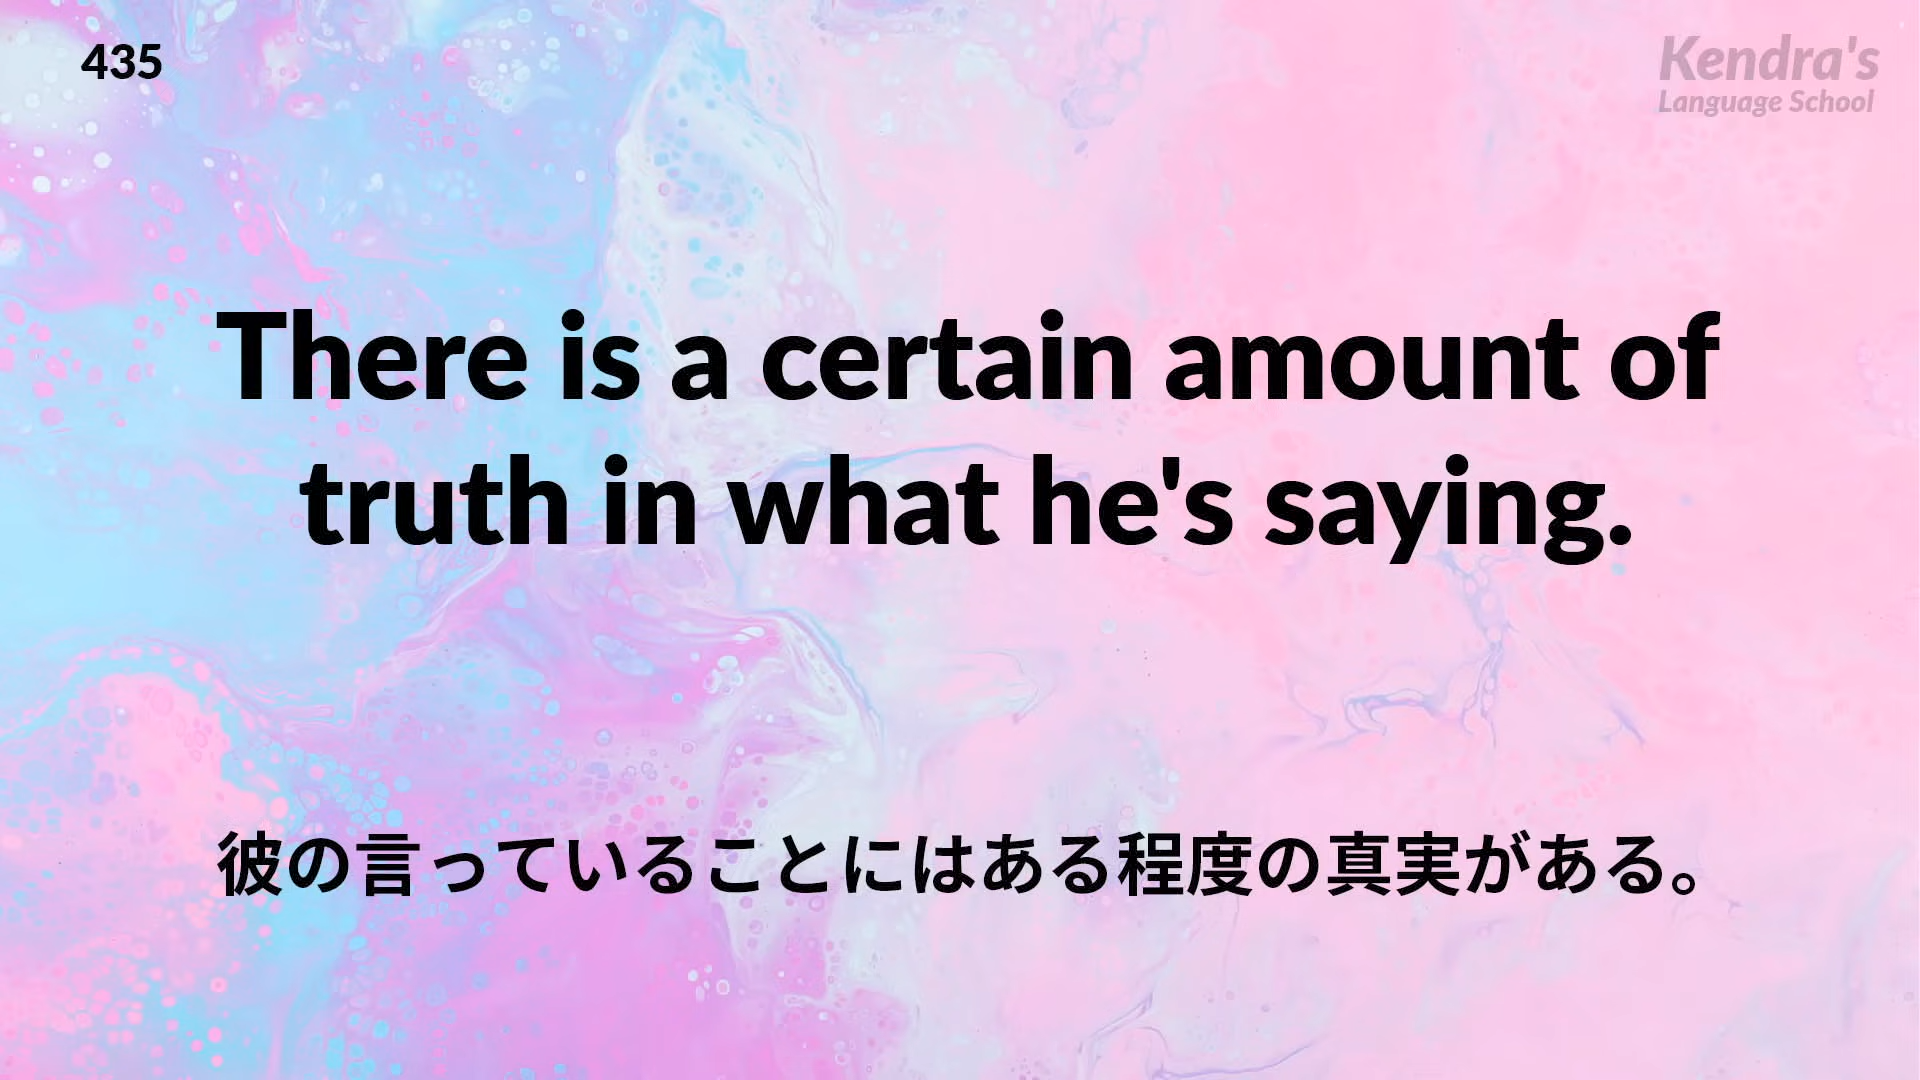 435
Kendra's
Language School
There is a certain amount of
truth in what he's saying.
彼の言っていることにはある程度の真実がある。